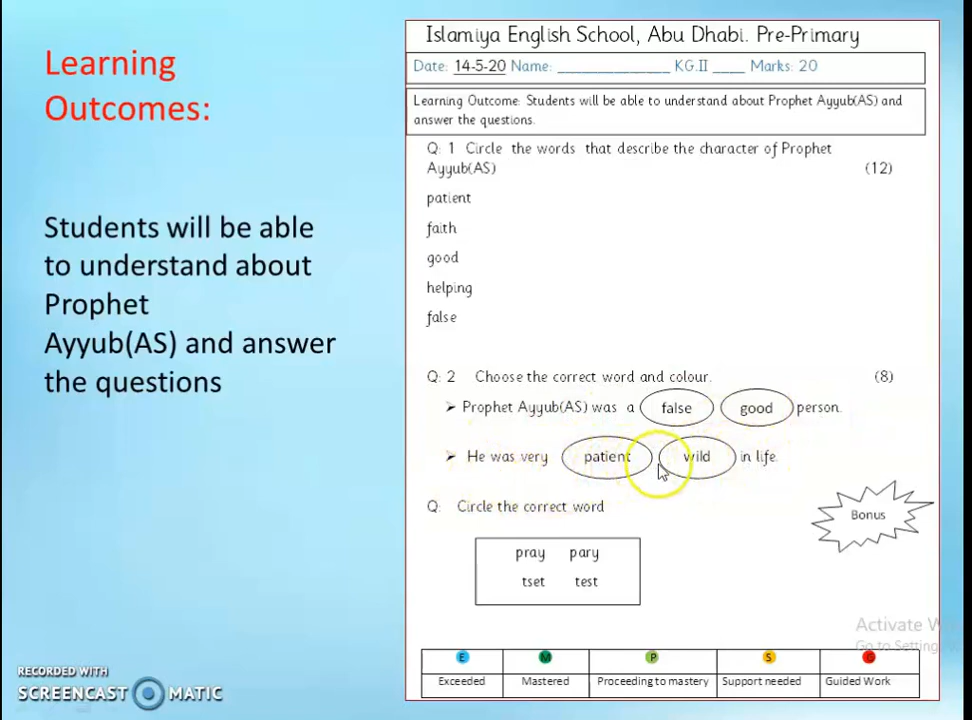 Learning
Outcomes:
Students will be able
to understand about
Prophet
Ayyub(AS) and answer
the questions
Islamiya English School, Abu Dhabi. Pre-Primary
Date: 14-5-20 Name: _______________ KG.II ____ Marks: 20
Learning Outcome: Students will be able to understand about Prophet Ayyub(AS) and
answer the questions.
Q: 1 Circle the words that describe the character of Prophet
Ayyub(AS) (12)
patient
faith
good
helping
false
Q: 2 Choose the correct word and colour. (8)
➢ Prophet Ayyub(AS) was a false good person.
➢ He was very patient wild in life.
Q: Circle the correct word
Bonus
pray pary
tset test
E M P S G
Exceeded Mastered Proceeding to mastery Support needed Guided Work
Activate W
Go to Setting
RECORDED WITH
SCREENCAST MATIC